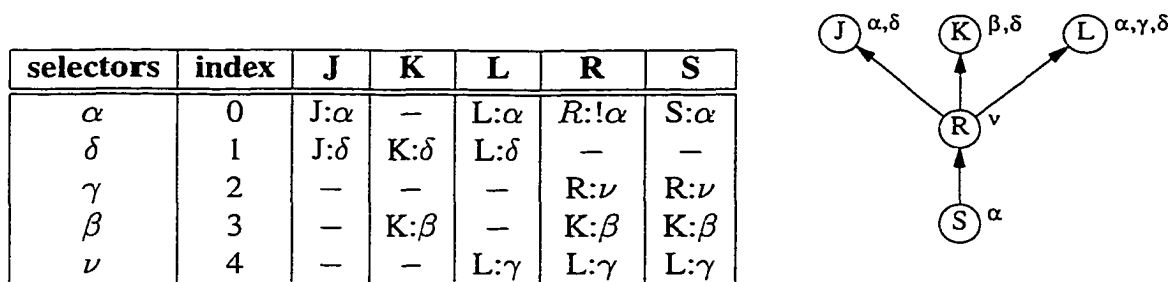 selectors index J K L R S
α 0 J:α – L:α R:!α S:α
δ 1 J:δ K:δ L:δ – –
γ 2 – – – R:ν R:ν
β 3 – K:β – K:β K:β
ν 4 – – L:γ L:γ L:γ
J α,δ K β,δ L α,γ,δ
R ν
S α